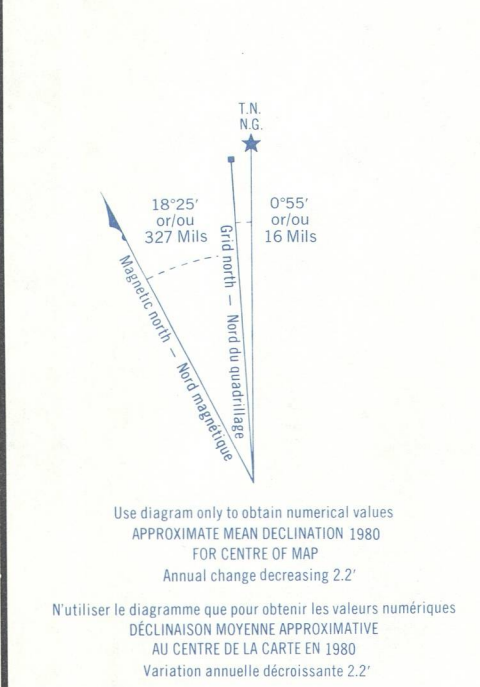 T.N.
N.G.
18°25'
or/ou
327 Mils
0°55'
or/ou
16 Mils
Grid north — Nord du quadrillage
Magnetic north — Nord magnétique
Use diagram only to obtain numerical values
APPROXIMATE MEAN DECLINATION 1980
FOR CENTRE OF MAP
Annual change decreasing 2.2'
N'utiliser le diagramme que pour obtenir les valeurs numériques
DÉCLINAISON MOYENNE APPROXIMATIVE
AU CENTRE DE LA CARTE EN 1980
Variation annuelle décroissante 2.2'